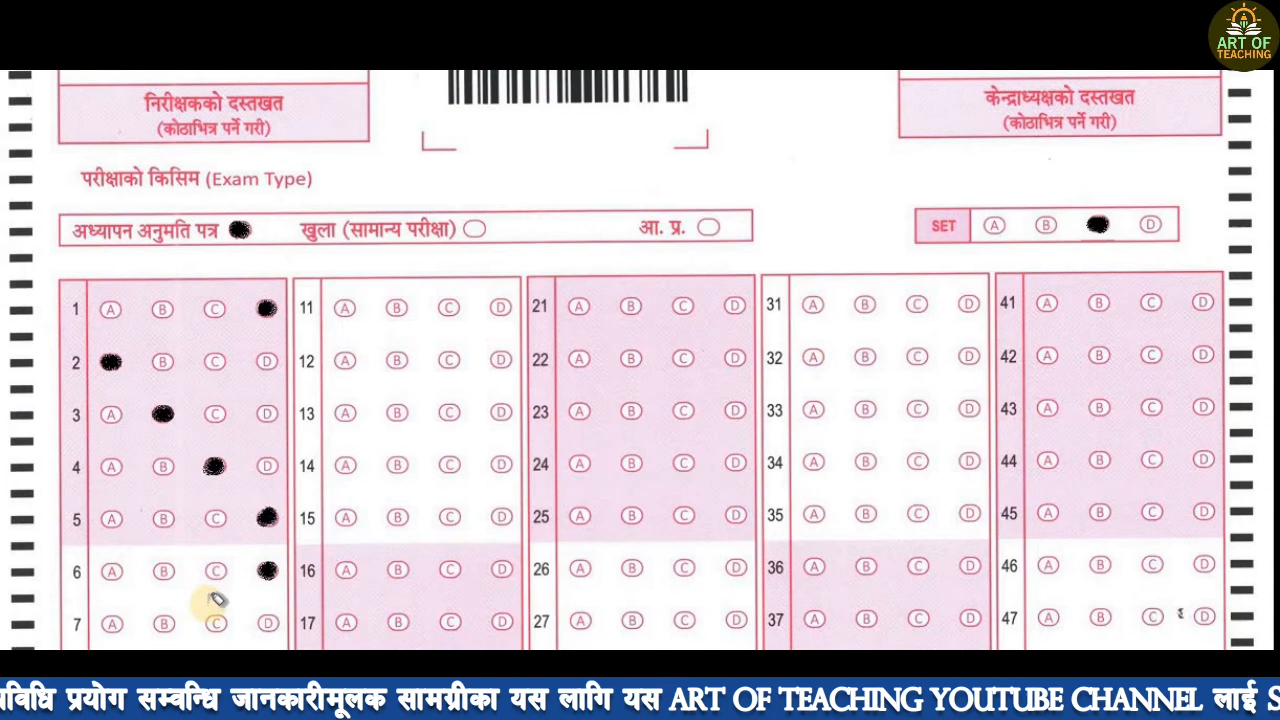 ART OF
TEACHING
निरीक्षकको दस्तखत
(कोठाभित्र पर्ने गरी)
केन्द्राध्यक्षको दस्तखत
(कोठाभित्र पर्ने गरी)
परीक्षाको किसिम (Exam Type)
अध्यापन अनुमति पत्र खुला (सामान्य परीक्षा) आ. प्र.
SET A B D
1 A B C 11 A B C D 21 A B C D 31 A B C D 41 A B C D
2 B C D 12 A B C D 22 A B C D 32 A B C D 42 A B C D
3 A C D 13 A B C D 23 A B C D 33 A B C D 43 A B C D
4 A B D 14 A B C D 24 A B C D 34 A B C D 44 A B C D
5 A B C 15 A B C D 25 A B C D 35 A B C D 45 A B C D
6 A B C 16 A B C D 26 A B C D 36 A B C D 46 A B C D
7 A B C D 17 A B C D 27 A B C D 37 A B C D 47 A B C D
प्रयोग सम्वन्धि जानकारीमूलक सामग्रीका यस लागि यस ART OF TEACHING YOUTUBE CHANNEL लाई S